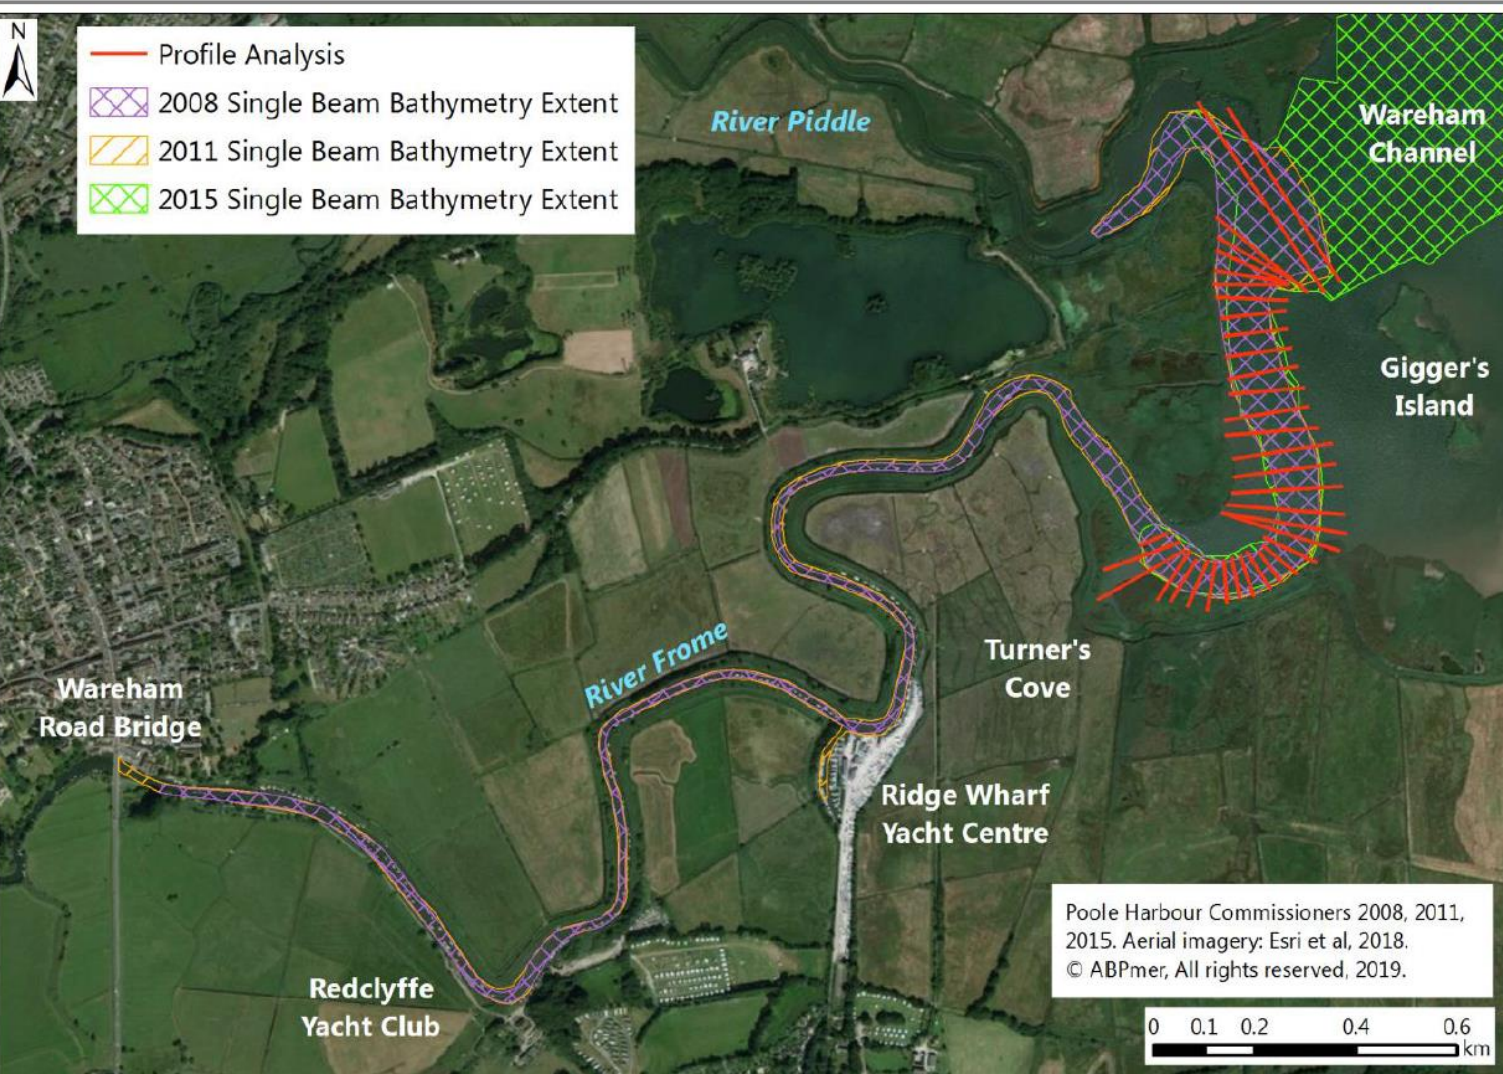 N
Profile Analysis
2008 Single Beam Bathymetry Extent
2011 Single Beam Bathymetry Extent
2015 Single Beam Bathymetry Extent
River Piddle
Wareham
Channel
Gigger's
Island
River Frome
Turner's
Cove
Wareham
Road Bridge
Ridge Wharf
Yacht Centre
Redclyffe
Yacht Club
Poole Harbour Commissioners 2008, 2011,
2015. Aerial imagery: Esri et al, 2018.
© ABPmer, All rights reserved, 2019.
0 0.1 0.2 0.4 0.6
km